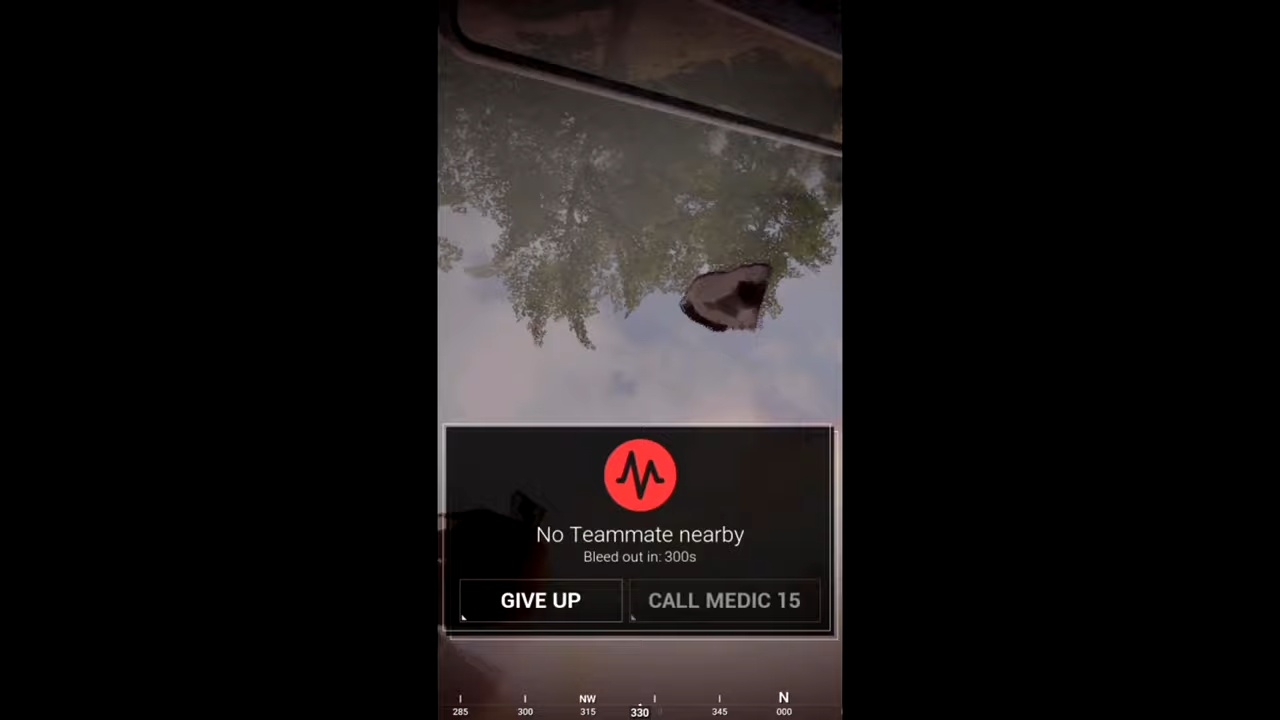 No Teammate nearby
Bleed out in: 300s
GIVE UP
CALL MEDIC 15
NW
N
285
300
315
330
345
000